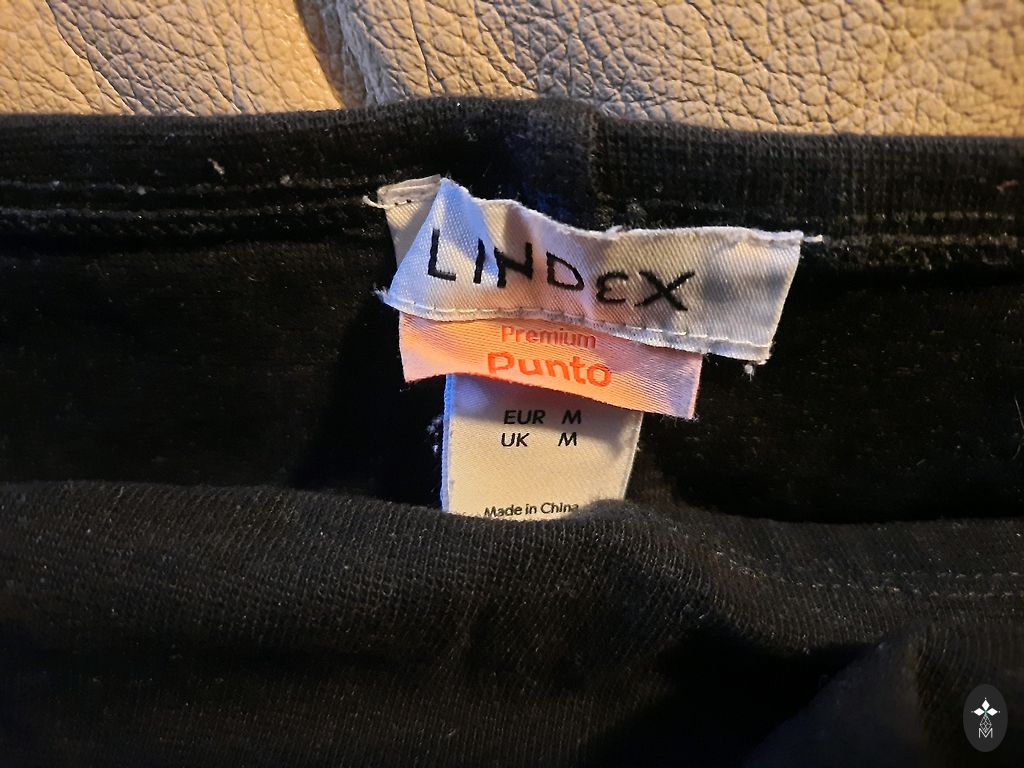 LINDEX
Premium
Punto
EUR M
UK M
Made in China